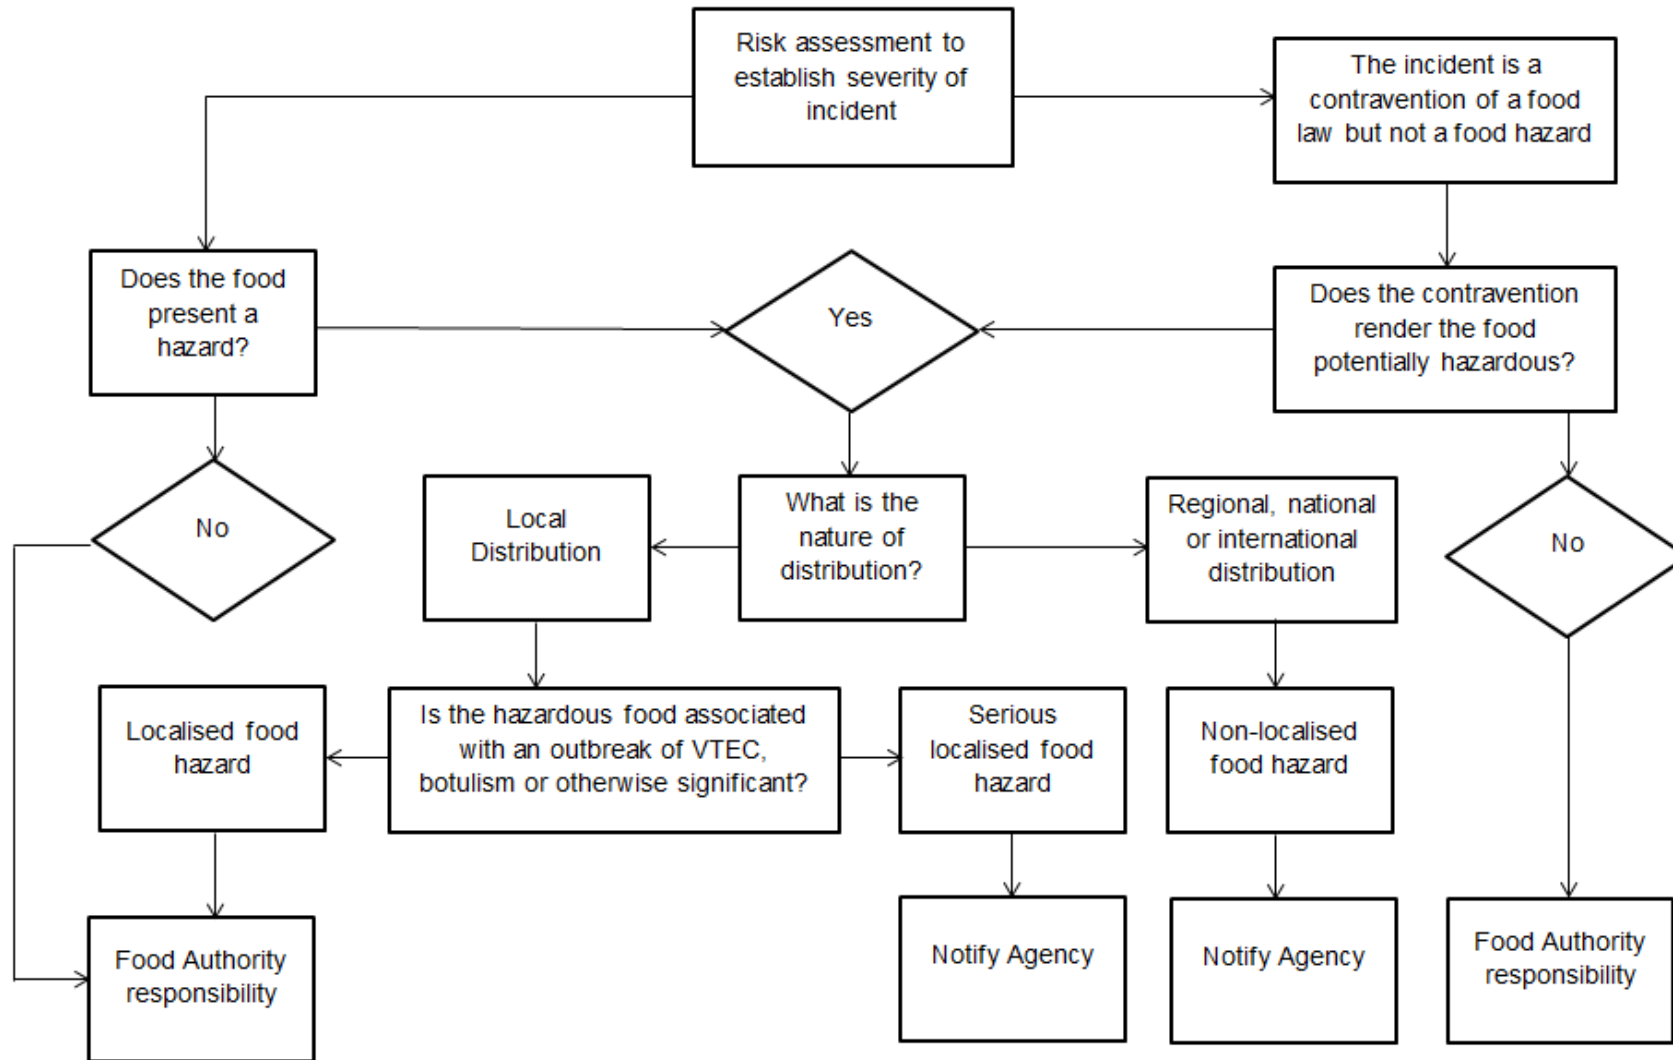 Risk assessment to
establish severity of
incident
The incident is a
contravention of a food
law but not a food hazard
Does the food
present a
hazard?
Yes
Does the contravention
render the food
potentially hazardous?
No
Local
Distribution
What is the
nature of
distribution?
Regional, national
or international
distribution
No
Localised food
hazard
Is the hazardous food associated
with an outbreak of VTEC,
botulism or otherwise significant?
Serious
localised food
hazard
Non-localised
food hazard
Food Authority
responsibility
Notify Agency
Notify Agency
Food Authority
responsibility